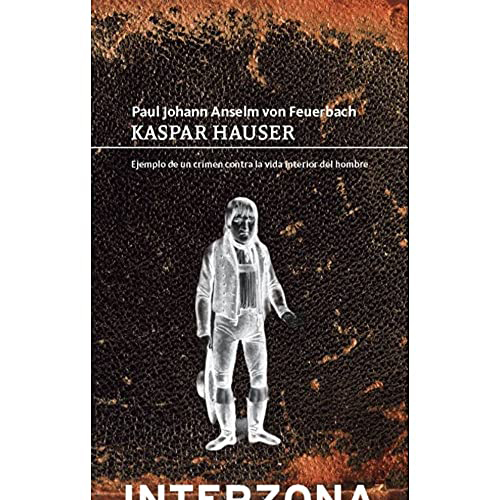 Paul Johann Anselm von Feuerbach
KASPAR HAUSER
Ejemplo de un crimen contra la vida interior del hombre
INTERZONA